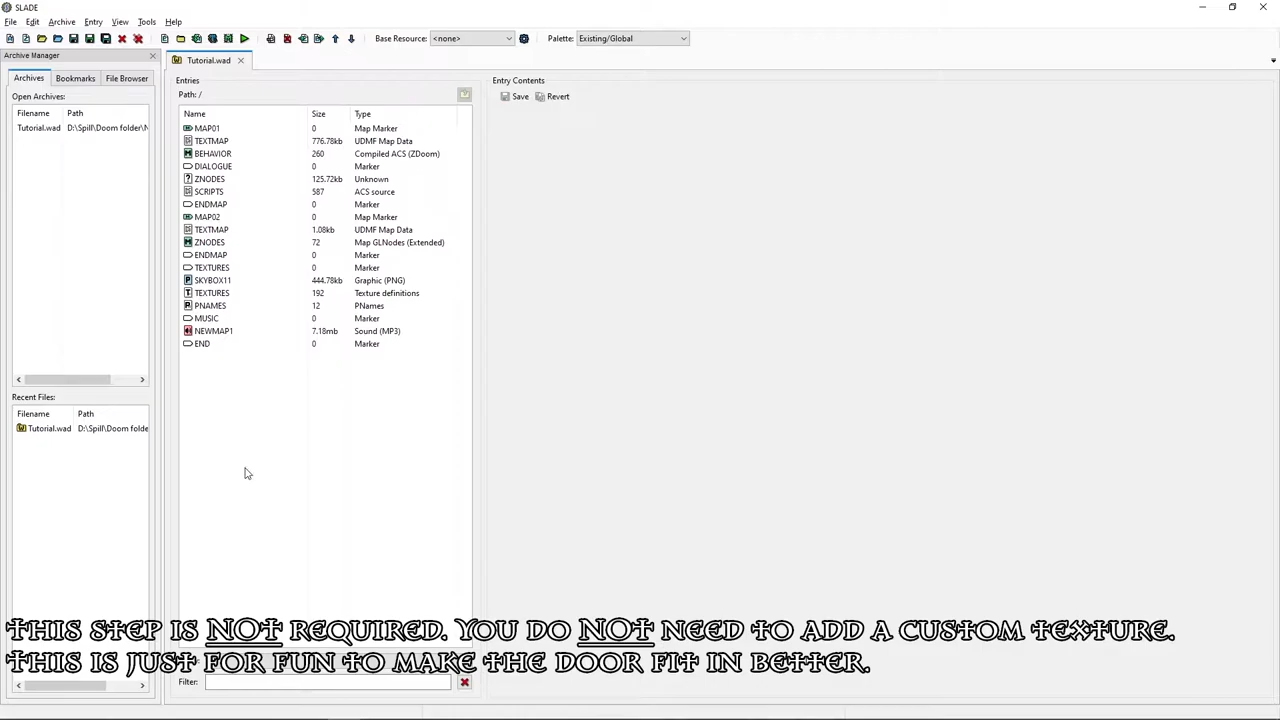 SLADE
File Edit Archive Entry View Tools Help
Base Resource: <none> Palette: Existing/Global
Archive Manager
Archives Bookmarks File Browser
Open Archives:
Filename Path
Tutorial.wad D:\Spill\Doom folder\N
Recent Files:
Filename Path
Tutorial.wad D:\Spill\Doom folde
Tutorial.wad
Entries
Path: /
Name Size Type
MAP01 0 Map Marker
TEXTMAP 776.78kb UDMF Map Data
BEHAVIOR 260 Compiled ACS (ZDoom)
DIALOGUE 0 Marker
ZNODES 125.72kb Unknown
SCRIPTS 587 ACS source
ENDMAP 0 Marker
MAP02 0 Map Marker
TEXTMAP 1.08kb UDMF Map Data
ZNODES 72 Map GLNodes (Extended)
ENDMAP 0 Marker
TEXTURES 0 Marker
SKYBOX11 444.78kb Graphic (PNG)
TEXTURES 192 Texture definitions
PNAMES 12 PNames
MUSIC 0 Marker
NEWMAP1 7.18mb Sound (MP3)
END 0 Marker
Entry Contents
Save Revert
THIS STEP IS NOT REQUIRED. YOU DO NOT NEED TO ADD A CUSTOM TEXTURE.
THIS IS JUST FOR FUN TO MAKE THE DOOR FIT IN BETTER.
Filter: